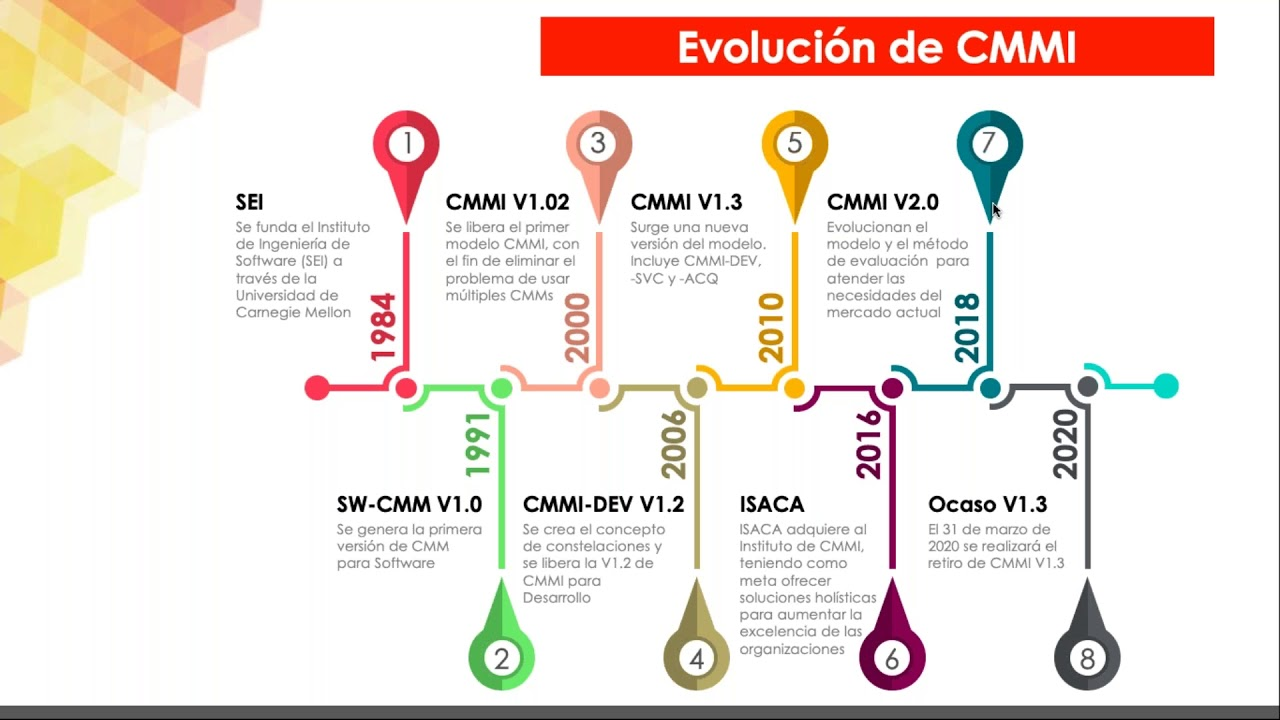 Evolución de CMMI
1
SEI
Se funda el Instituto
de Ingeniería de
Software (SEI) a
través de la
Universidad de
Carnegie Mellon
1984
3
CMMI V1.02
Se libera el primer
modelo CMMI, con
el fin de eliminar el
problema de usar
múltiples CMMs
2000
5
CMMI V1.3
Surge una nueva
versión del modelo.
Incluye CMMI-DEV,
-SVC y -ACQ
2010
7
CMMI V2.0
Evolucionan el
modelo y el método
de evaluación para
atender las
necesidades del
mercado actual
2018
1991
SW-CMM V1.0
Se genera la primera
versión de CMM
para Software
2
2006
CMMI-DEV V1.2
Se crea el concepto
de constelaciones y
se libera la V1.2 de
CMMI para
Desarrollo
4
2016
ISACA
ISACA adquiere al
Instituto de CMMI,
teniendo como
meta ofrecer
soluciones holísticas
para aumentar la
excelencia de las
organizaciones
6
2020
Ocaso V1.3
El 31 de marzo de
2020 se realizará el
retiro de CMMI V1.3
8